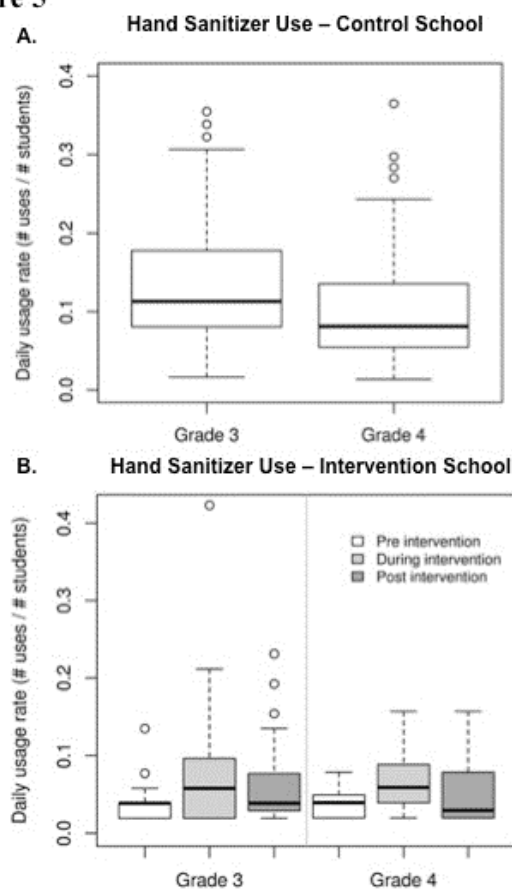 A.
Hand Sanitizer Use – Control School
Daily usage rate (# uses / # students)
0.4
0.3
0.2
0.1
0.0
Grade 3
Grade 4
B.
Hand Sanitizer Use – Intervention School
Daily usage rate (# uses / # students)
0.4
0.3
0.2
0.1
0.0
Pre intervention
During intervention
Post intervention
Grade 3
Grade 4